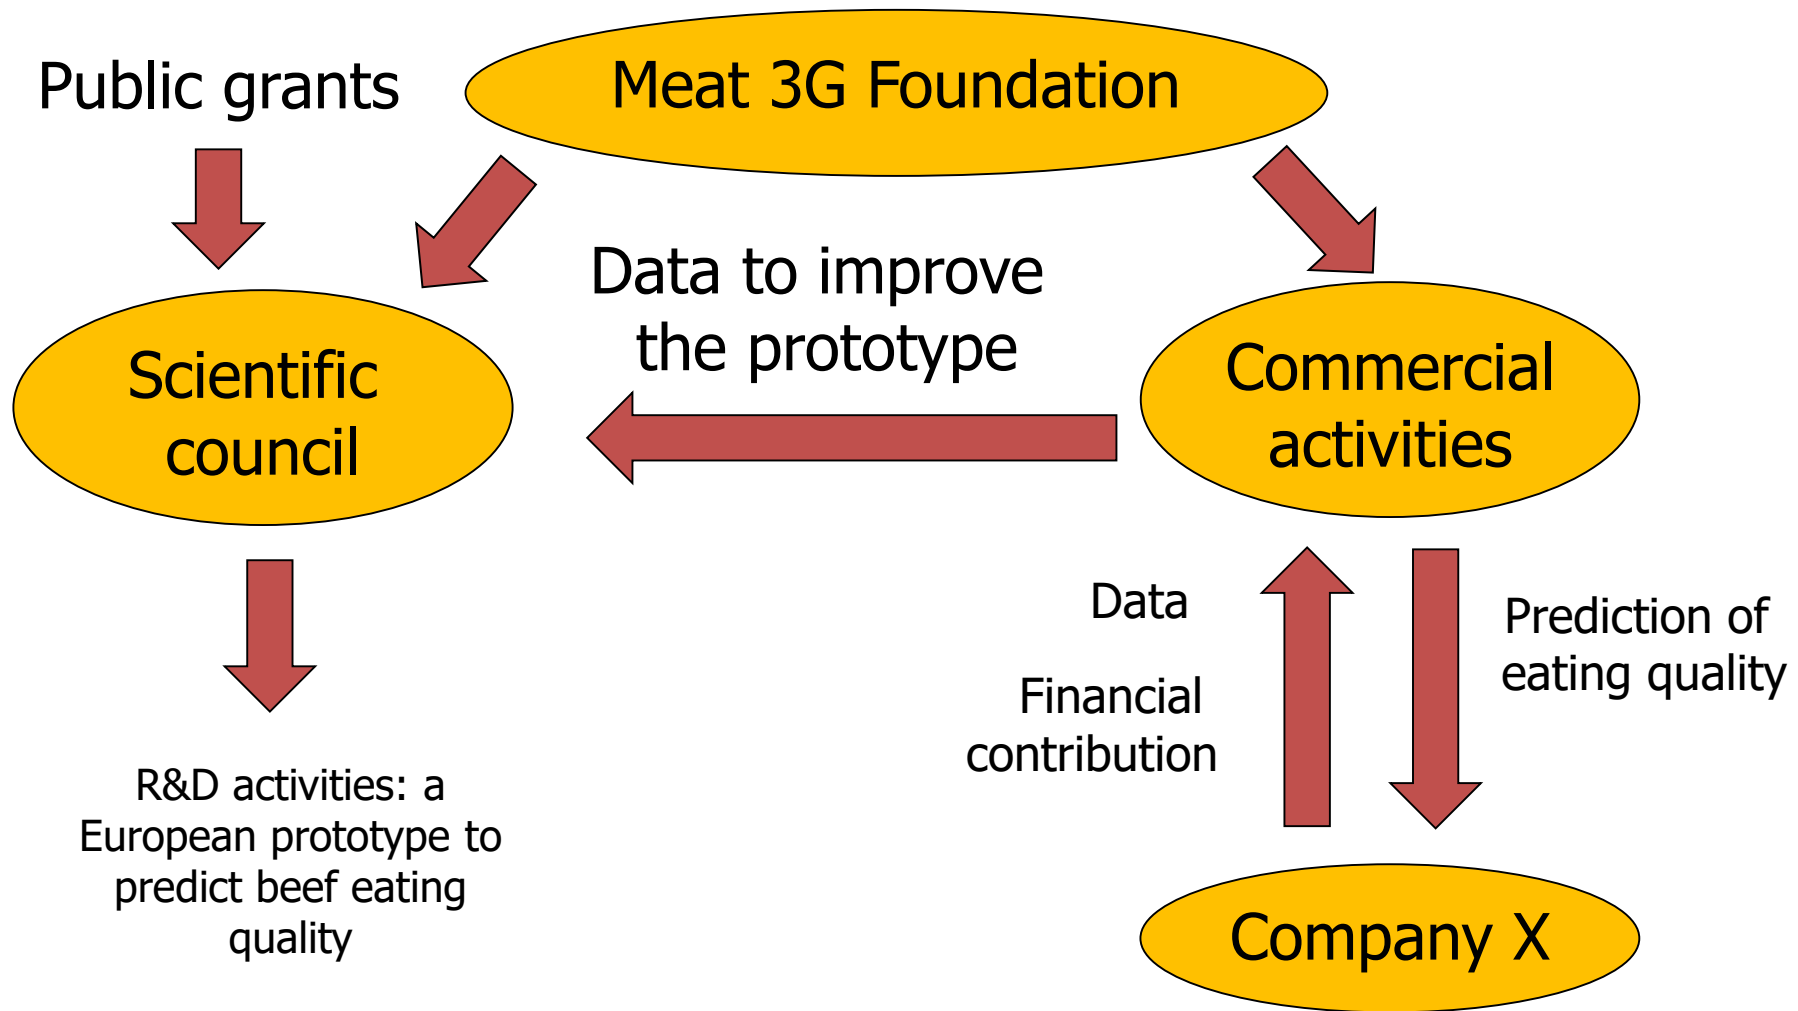 Public grants
Meat 3G Foundation
Data to improve
the prototype
Scientific
council
Commercial
activities
Data
Financial
contribution
Prediction of
eating quality
R&D activities: a
European prototype to
predict beef eating
quality
Company X